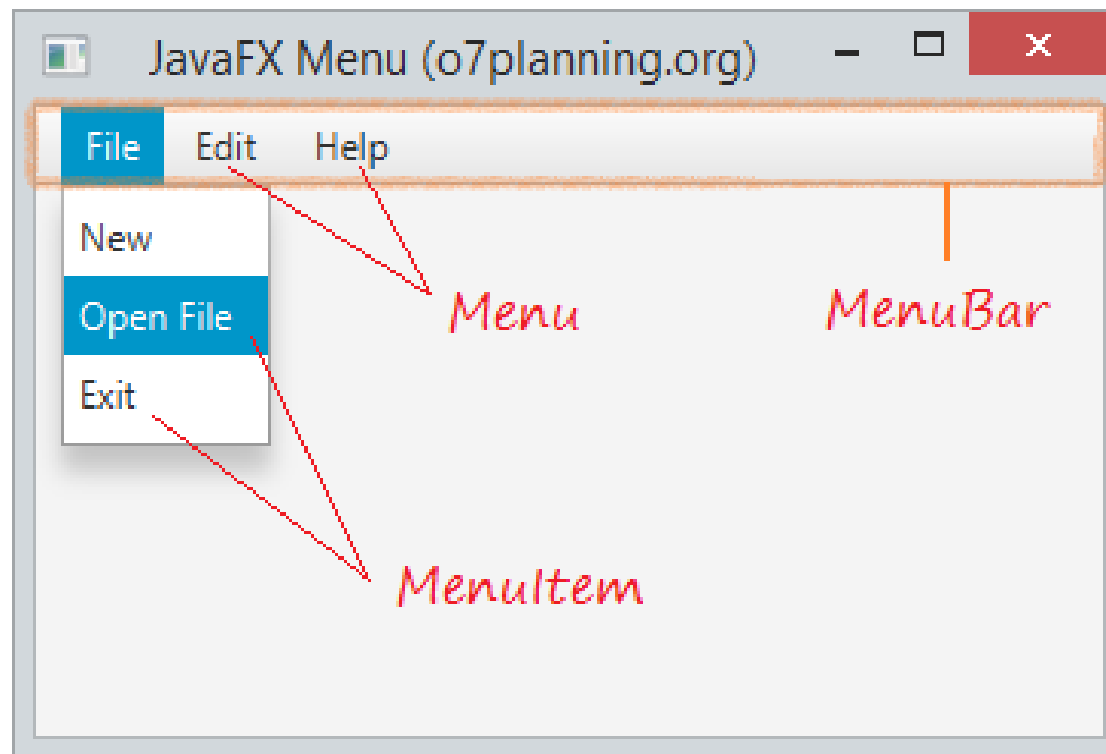 JavaFX Menu (o7planning.org)
File Edit Help
New
Open File
Exit
Menu
MenuBar
MenuItem